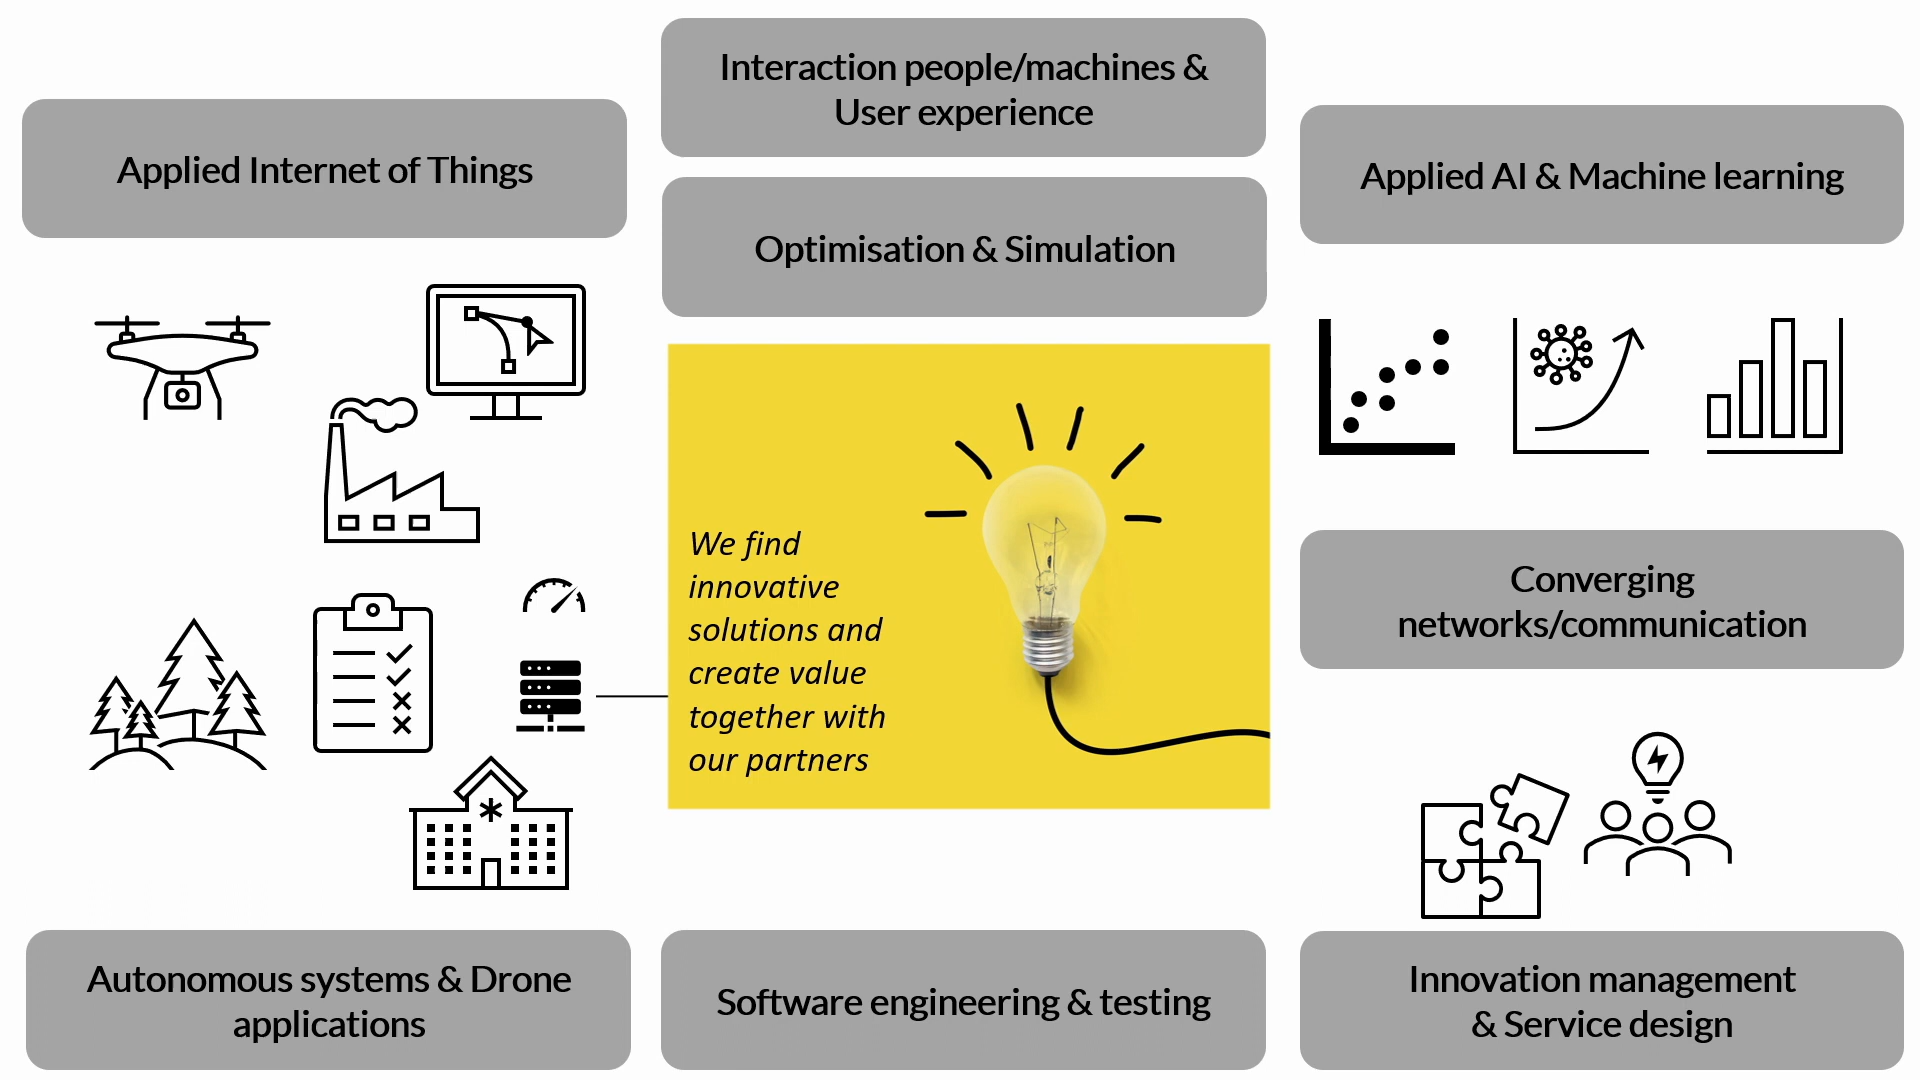 Interaction people/machines &
User experience
Applied Internet of Things
Applied AI & Machine learning
Optimisation & Simulation
We find
innovative
solutions and
create value
together with
our partners
Converging
networks/communication
Autonomous systems & Drone
applications
Software engineering & testing
Innovation management
& Service design